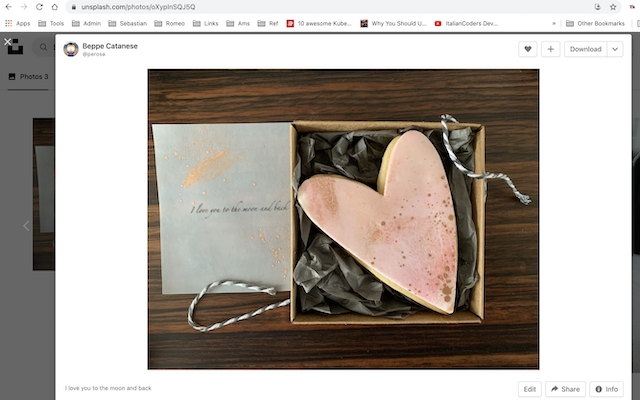 unsplash.com/photos/oXypInSQJ5Q
Apps Tools Admin Sebastian Romeo Links Ams Ref 10 awesome Kube... Why You Should U... ItalianCoders Dev... » Other Bookmarks
Photos 3
Beppe Catanese
@perosa
Download
I love you to the moon and back
I love you to the moon and back
Edit Share Info